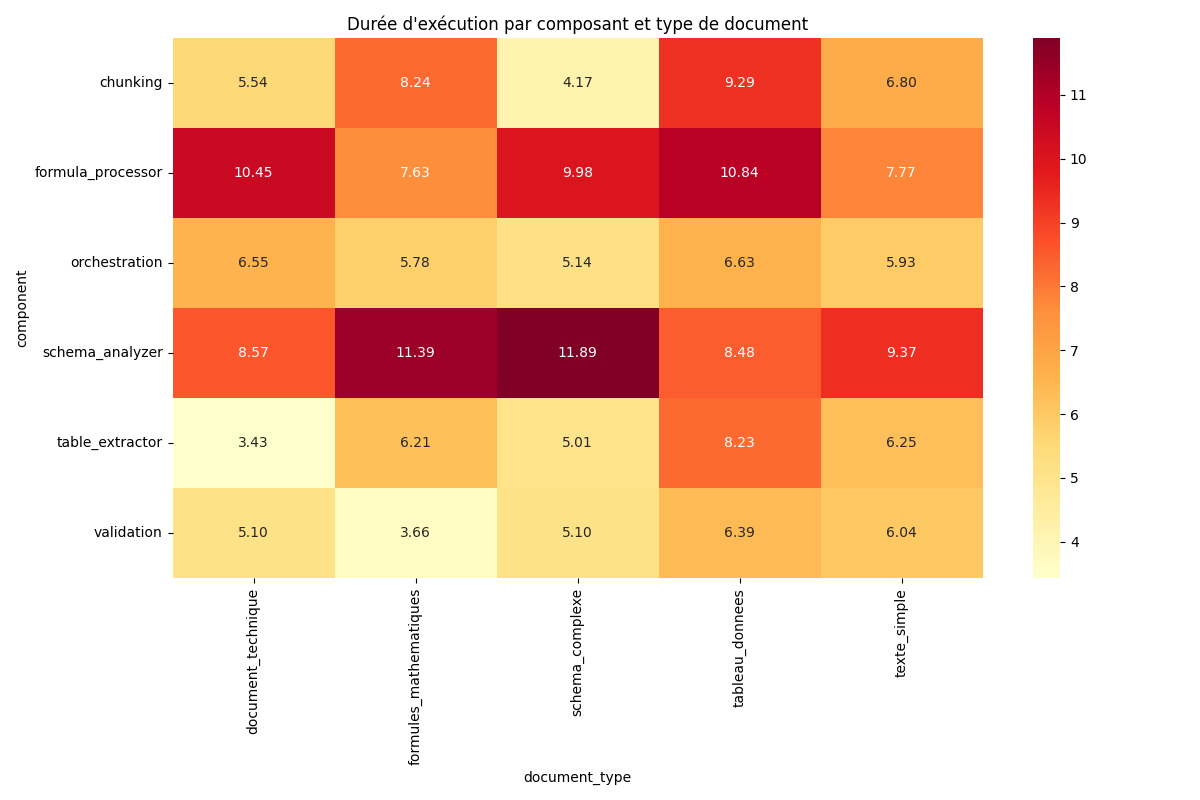 Durée d'exécution par composant et type de document
chunking 5.54 8.24 4.17 9.29 6.80
formula_processor 10.45 7.63 9.98 10.84 7.77
orchestration 6.55 5.78 5.14 6.63 5.93
schema_analyzer 8.57 11.39 11.89 8.48 9.37
table_extractor 3.43 6.21 5.01 8.23 6.25
validation 5.10 3.66 5.10 6.39 6.04
component
document_technique
formules_mathematiques
schema_complexe
tableau_donnees
texte_simple
document_type
11
10
9
8
7
6
5
4